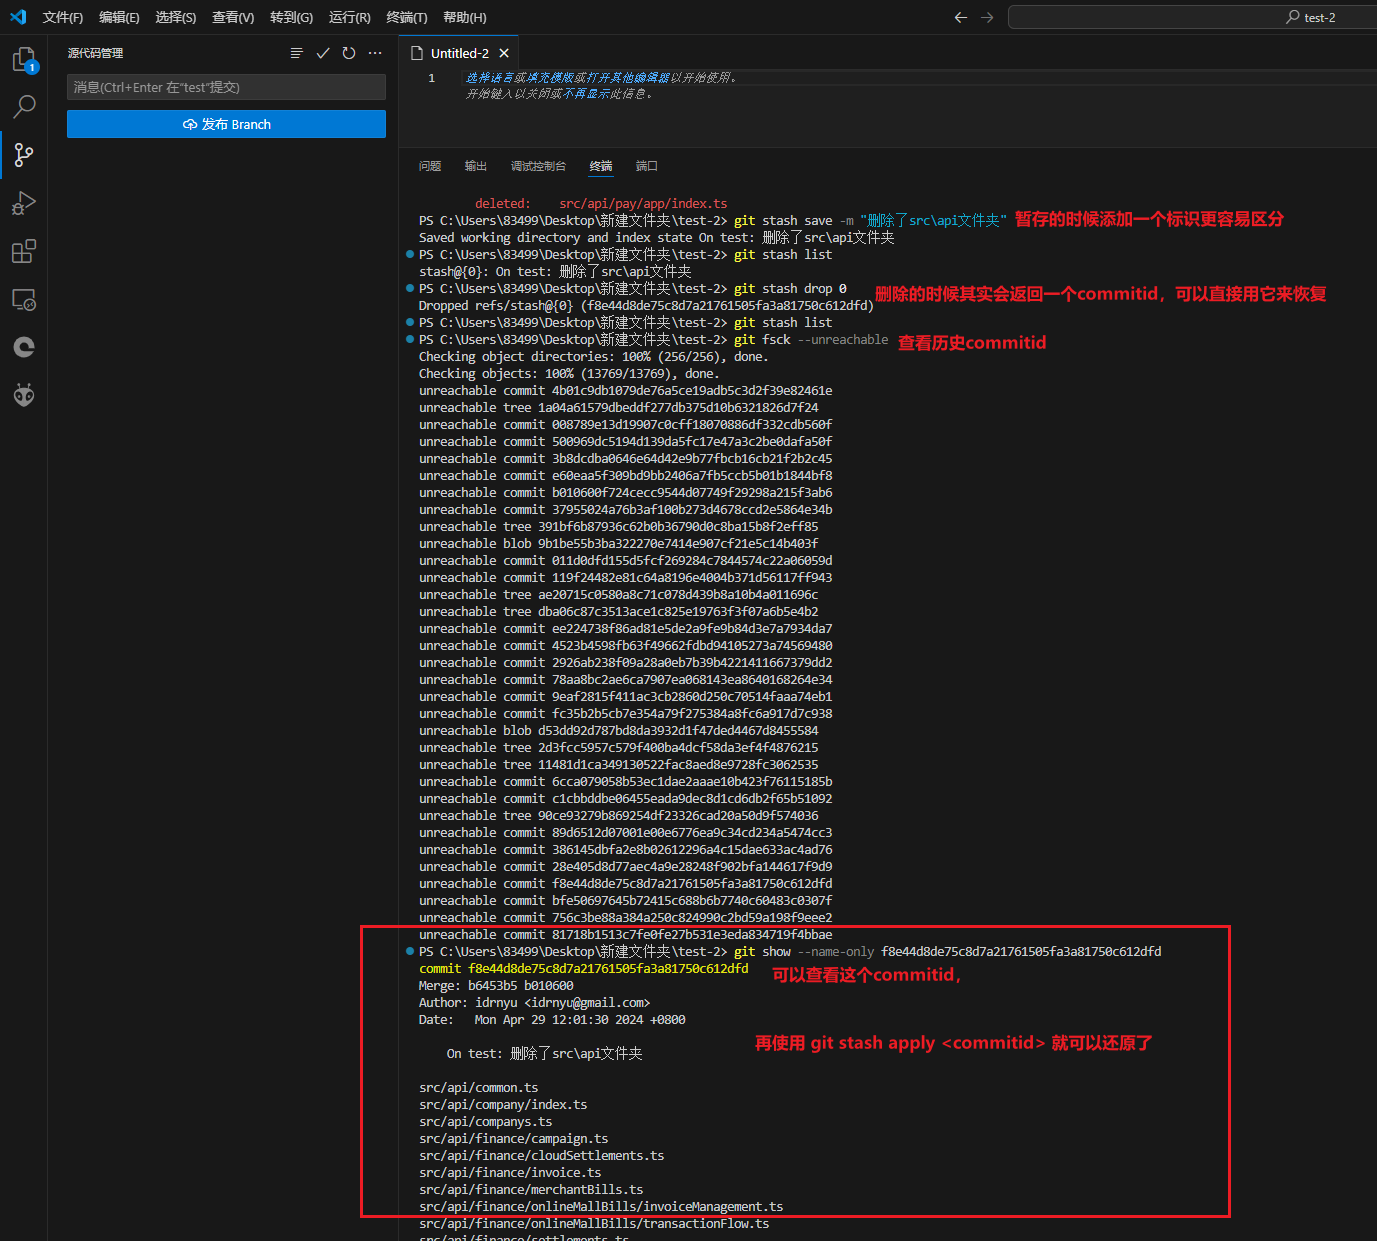 文件(F) 编辑(E) 选择(S) 查看(V) 转到(G) 运行(R) 终端(T) 帮助(H) test-2
源代码管理
消息(Ctrl+Enter 在“test”提交)
发布 Branch
1
Untitled-2
1 选择语言或填充模版或打开其他编辑器以开始使用。
开始键入以关闭或不再显示此信息。
问题 输出 调试控制台 终端 端口
deleted: src/api/pay/app/index.ts
PS C:\Users\83499\Desktop\新建文件夹\test-2> git stash save -m "删除了src\api文件夹" 暂存的时候添加一个标识更容易区分
Saved working directory and index state On test: 删除了src\api文件夹
PS C:\Users\83499\Desktop\新建文件夹\test-2> git stash list
stash@{0}: On test: 删除了src\api文件夹
PS C:\Users\83499\Desktop\新建文件夹\test-2> git stash drop 0 删除的时候其实会返回一个commitid，可以直接用它来恢复
Dropped refs/stash@{0} (f8e44d8de75c8d7a21761505fa3a81750c612dfd)
PS C:\Users\83499\Desktop\新建文件夹\test-2> git stash list
PS C:\Users\83499\Desktop\新建文件夹\test-2> git fsck --unreachable 查看历史commitid
Checking object directories: 100% (256/256), done.
Checking objects: 100% (13769/13769), done.
unreachable commit 4b01c9db1079de76a5ce19adb5c3d2f39e82461e
unreachable tree 1a04a61579dbeddf277db375d10b6321826d7f24
unreachable commit 008789e13d19907c0cff18070886df332cdb560f
unreachable commit 500969dc5194d139da5fc17e47a3c2be0dafa50f
unreachable commit 3b8dcdba0646e64d42e9b77fbcb16cb21f2b2c45
unreachable commit e60eaa5f309bd9bb2406a7fb5ccb5b01b1844bf8
unreachable commit b010600f724cecc9544d07749f29298a215f3ab6
unreachable commit 37955024a76b3af100b273d4678ccd2e5864e34b
unreachable tree 391bf6b87936c62b0b36790d0c8ba15b8f2eff85
unreachable blob 9b1be55b3ba322270e7414e907cf21e5c14b403f
unreachable commit 011d0dfd155d5fcf269284c7844574c22a06059d
unreachable commit 119f24482e81c64a8196e4004b371d56117ff943
unreachable tree ae20715c0580a8c71c078d439b8a10b4a011696c
unreachable tree dba06c87c3513ace1c825e19763f3f07a6b5e4b2
unreachable commit ee224738f86ad81e5de2a9fe9b84d3e7a7934da7
unreachable commit 4523b4598fb63f49662fdbd94105273a74569480
unreachable commit 2926ab238f09a28a0eb7b39b4221411667379dd2
unreachable commit 78aa8bc2ae6ca7907ea068143ea8640168264e34
unreachable commit 9eaf2815f411ac3cb2860d250c70514faaa74eb1
unreachable commit fc35b2b5cb7e354a79f275384a8fc6a917d7c938
unreachable blob d53dd92d787bd8da3932d1f47ded4467d8455584
unreachable tree 2d3fcc5957c579f400ba4dcf58da3ef4f4876215
unreachable tree 11481d1ca349130522fac8aed8e9728fc3062535
unreachable commit 6cca079058b53ec1dae2aaae10b423f76115185b
unreachable commit c1cbbddbe06455eada9dec8d1cd6db2f65b51092
unreachable tree 90ce93279b869254df23326cad20a50d9f574036
unreachable commit 89d6512d07001e00e6776ea9c34cd234a5474cc3
unreachable commit 386145dbfa2e8b02612296a4c15dae633ac4ad76
unreachable commit 28e405d8d77aec4a9e28248f902bfa144617f9d9
unreachable commit f8e44d8de75c8d7a21761505fa3a81750c612dfd
unreachable commit bfe50697645b72415c688b6b7740c60483c0307f
unreachable commit 756c3be88a384a250c824990c2bd59a198f9eee2
unreachable commit 81718b1513c7fe0fe27b531e3eda834719f4bbae
PS C:\Users\83499\Desktop\新建文件夹\test-2> git show --name-only f8e44d8de75c8d7a21761505fa3a81750c612dfd
commit f8e44d8de75c8d7a21761505fa3a81750c612dfd 可以查看这个commitid，
Merge: b6453b5 b010600
Author: idrnyu <idrnyu@gmail.com>
Date: Mon Apr 29 12:01:30 2024 +0800
再使用 git stash apply <commitid> 就可以还原了
On test: 删除了src\api文件夹
src/api/common.ts
src/api/company/index.ts
src/api/companys.ts
src/api/finance/campaign.ts
src/api/finance/cloudSettlements.ts
src/api/finance/invoice.ts
src/api/finance/merchantBills.ts
src/api/finance/onlineMallBills/invoiceManagement.ts
src/api/finance/onlineMallBills/transactionFlow.ts
src/api/finance/settlements.ts